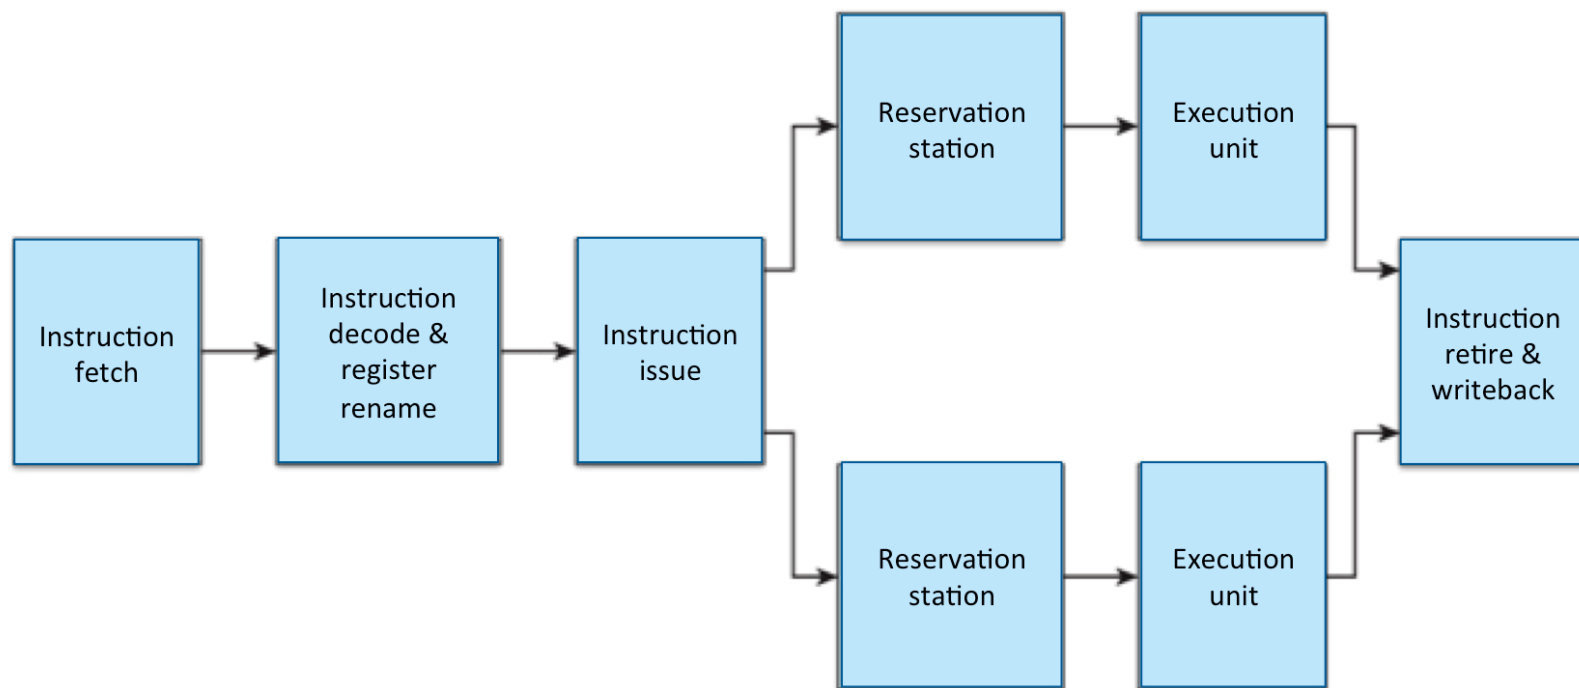 Instruction
fetch
Instruction
decode &
register
rename
Instruction
issue
Reservation
station
Execution
unit
Reservation
station
Execution
unit
Instruction
retire &
writeback